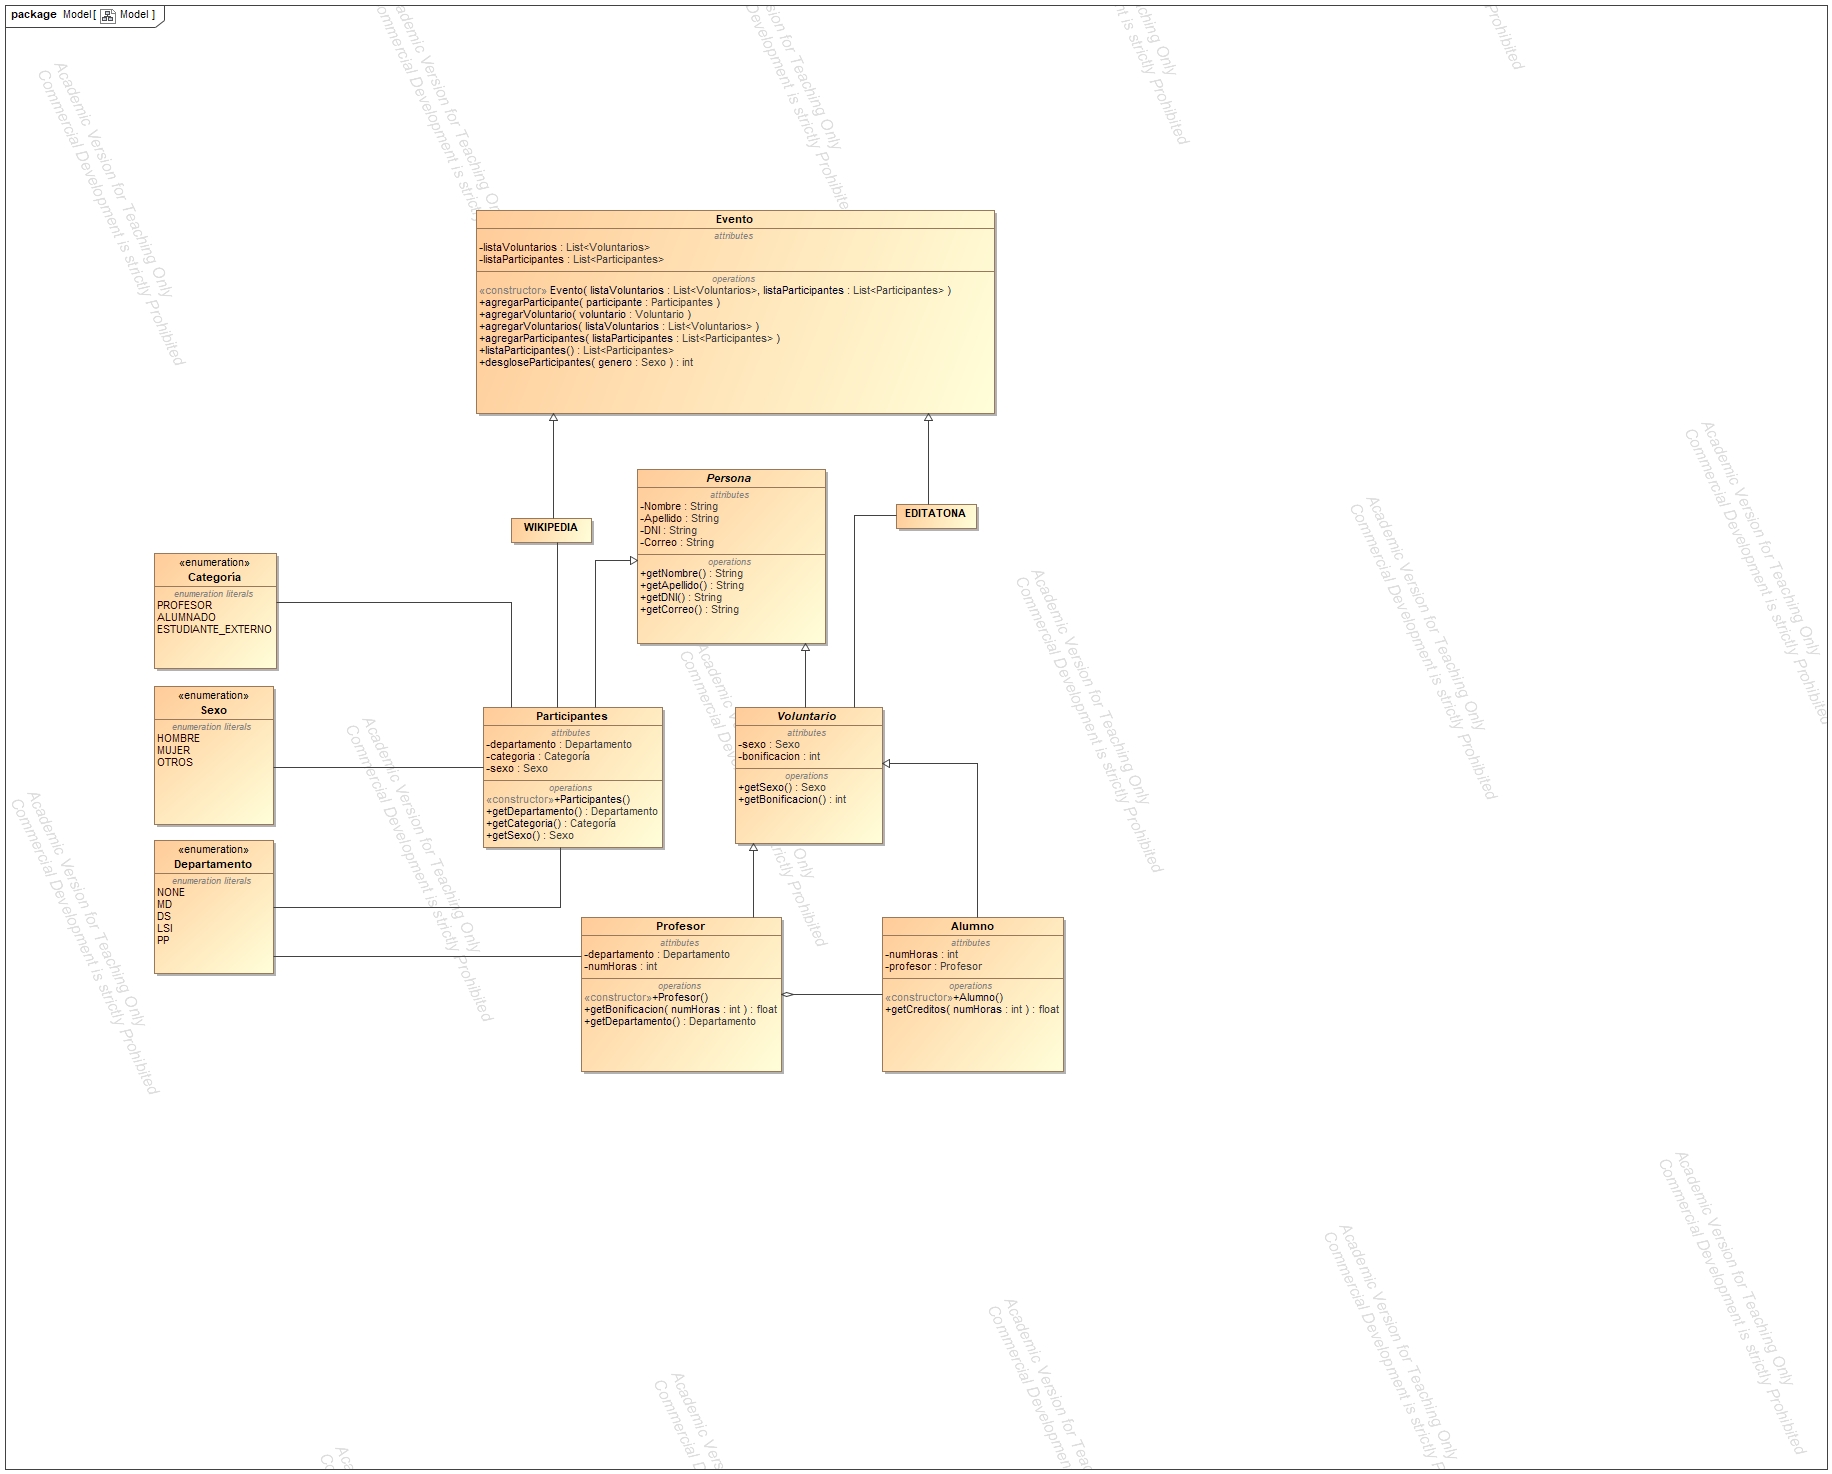 package Model[ Model ]
Evento
attributes
-listaVoluntarios : List<Voluntarios>
-listaParticipantes : List<Participantes>
operations
«constructor» Evento( listaVoluntarios : List<Voluntarios>, listaParticipantes : List<Participantes> )
+agregarParticipante( participante : Participantes )
+agregarVoluntario( voluntario : Voluntario )
+agregarVoluntarios( listaVoluntarios : List<Voluntarios> )
+agregarParticipantes( listaParticipantes : List<Participantes> )
+listaParticipantes() : List<Participantes>
+desgloseParticipantes( genero : Sexo ) : int
Persona
attributes
-Nombre : String
-Apellido : String
-DNI : String
-Correo : String
operations
+getNombre() : String
+getApellido() : String
+getDNI() : String
+getCorreo() : String
WIKIPEDIA
EDITATONA
«enumeration»
Categoría
enumeration literals
PROFESOR
ALUMNADO
ESTUDIANTE_EXTERNO
«enumeration»
Sexo
enumeration literals
HOMBRE
MUJER
OTROS
«enumeration»
Departamento
enumeration literals
NONE
MD
DS
LSI
PP
Participantes
attributes
-departamento : Departamento
-categoria : Categoría
-sexo : Sexo
operations
«constructor»+Participantes()
+getDepartamento() : Departamento
+getCategoria() : Categoría
+getSexo() : Sexo
Voluntario
attributes
-sexo : Sexo
-bonificacion : int
operations
+getSexo() : Sexo
+getBonificacion() : int
Profesor
attributes
-departamento : Departamento
-numHoras : int
operations
«constructor»+Profesor()
+getBonificacion( numHoras : int ) : float
+getDepartamento() : Departamento
Alumno
attributes
-numHoras : int
-profesor : Profesor
operations
«constructor»+Alumno()
+getCreditos( numHoras : int ) : float
Academic Version for Teaching Only
Commercial Development is strictly Prohibited